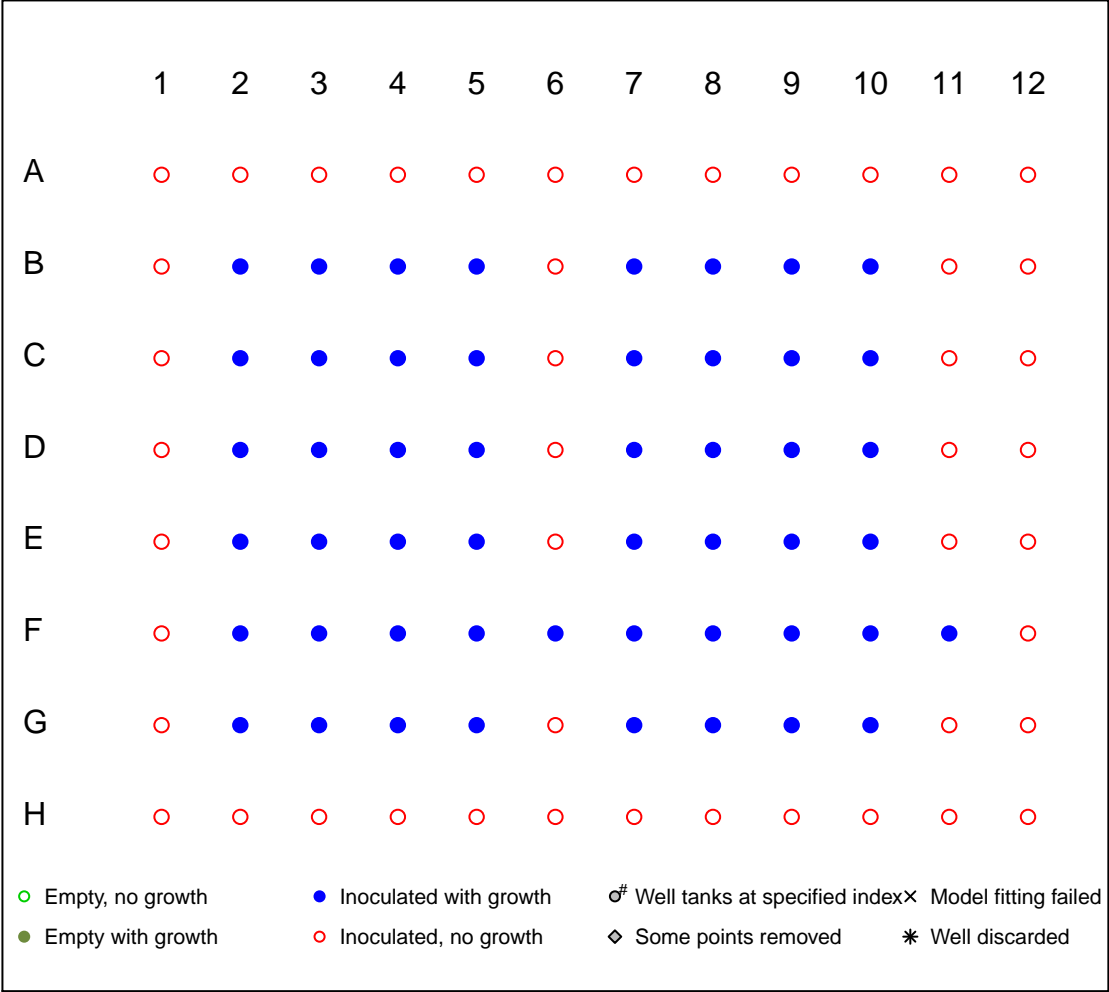 1 2 3 4 5 6 7 8 9 10 11 12
A
B
C
D
E
F
G
H
Empty, no growth Inoculated with growth # Well tanks at specified index Model fitting failed
Empty with growth Inoculated, no growth Some points removed Well discarded